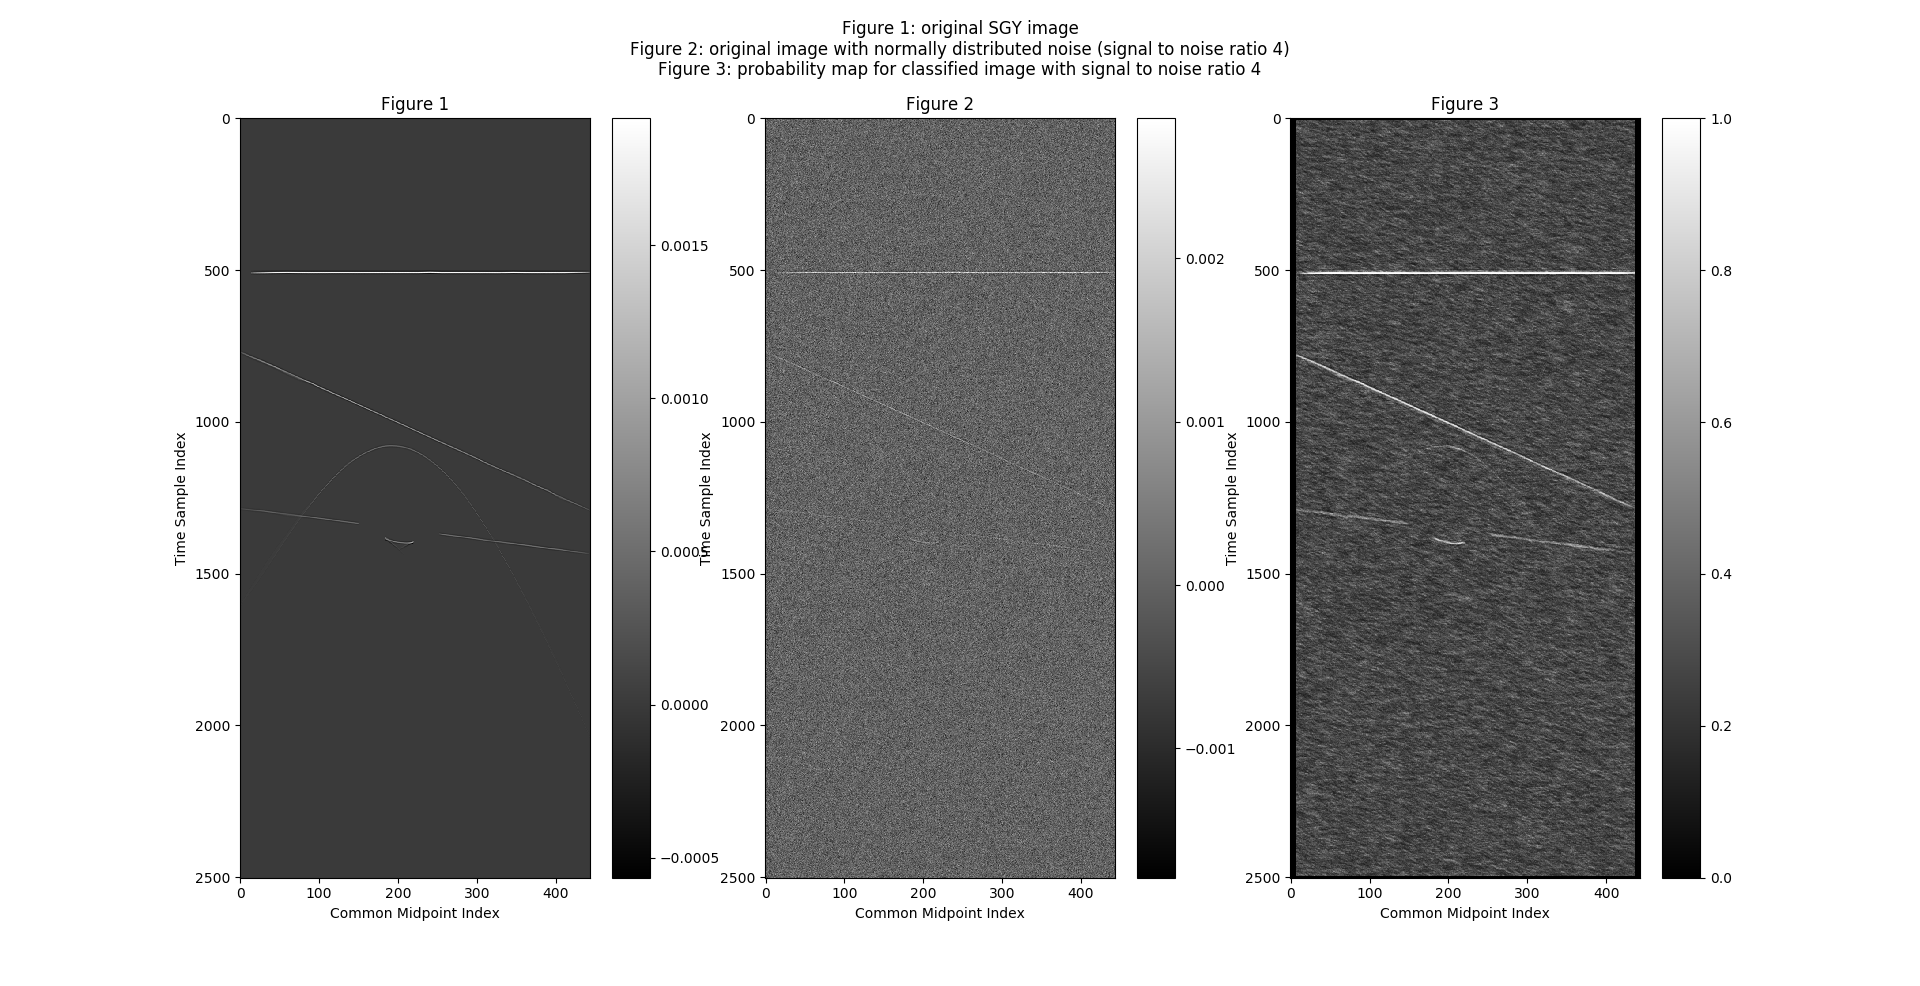 Figure 1: original SGY image
Figure 2: original image with normally distributed noise (signal to noise ratio 4)
Figure 3: probability map for classified image with signal to noise ratio 4
Figure 1
0
500
1000
1500
2000
2500
Time Sample Index
0 100 200 300 400
Common Midpoint Index
0.0015
0.0010
0.0005
0.0000
−0.0005
Figure 2
0
500
1000
1500
2000
2500
Time Sample Index
0 100 200 300 400
Common Midpoint Index
0.002
0.001
0.000
−0.001
Figure 3
0
500
1000
1500
2000
2500
Time Sample Index
0 100 200 300 400
Common Midpoint Index
1.0
0.8
0.6
0.4
0.2
0.0